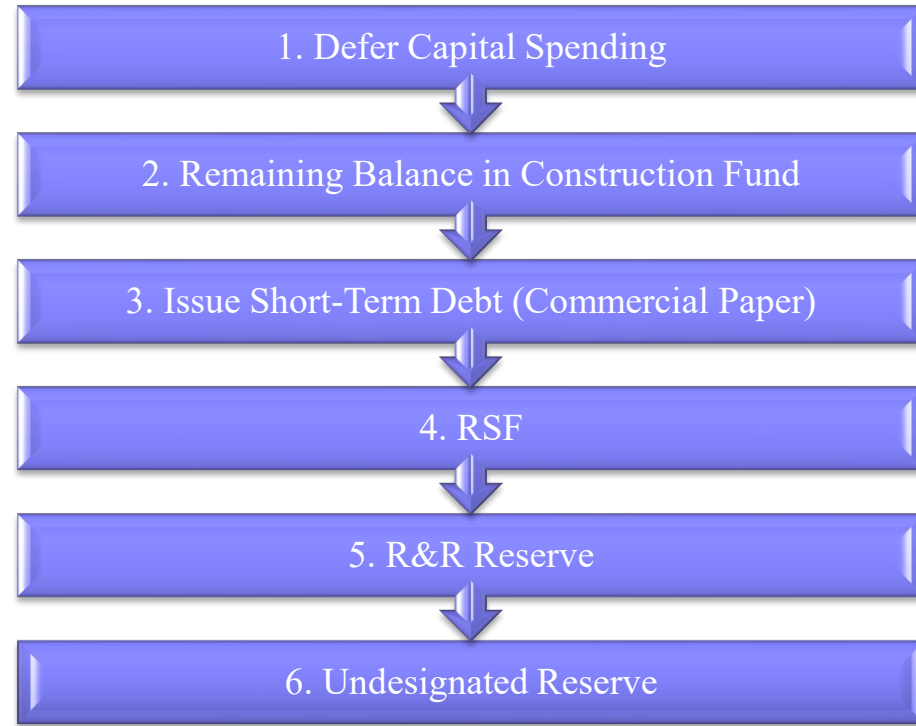 1. Defer Capital Spending
2. Remaining Balance in Construction Fund
3. Issue Short-Term Debt (Commercial Paper)
4. RSF
5. R&R Reserve
6. Undesignated Reserve